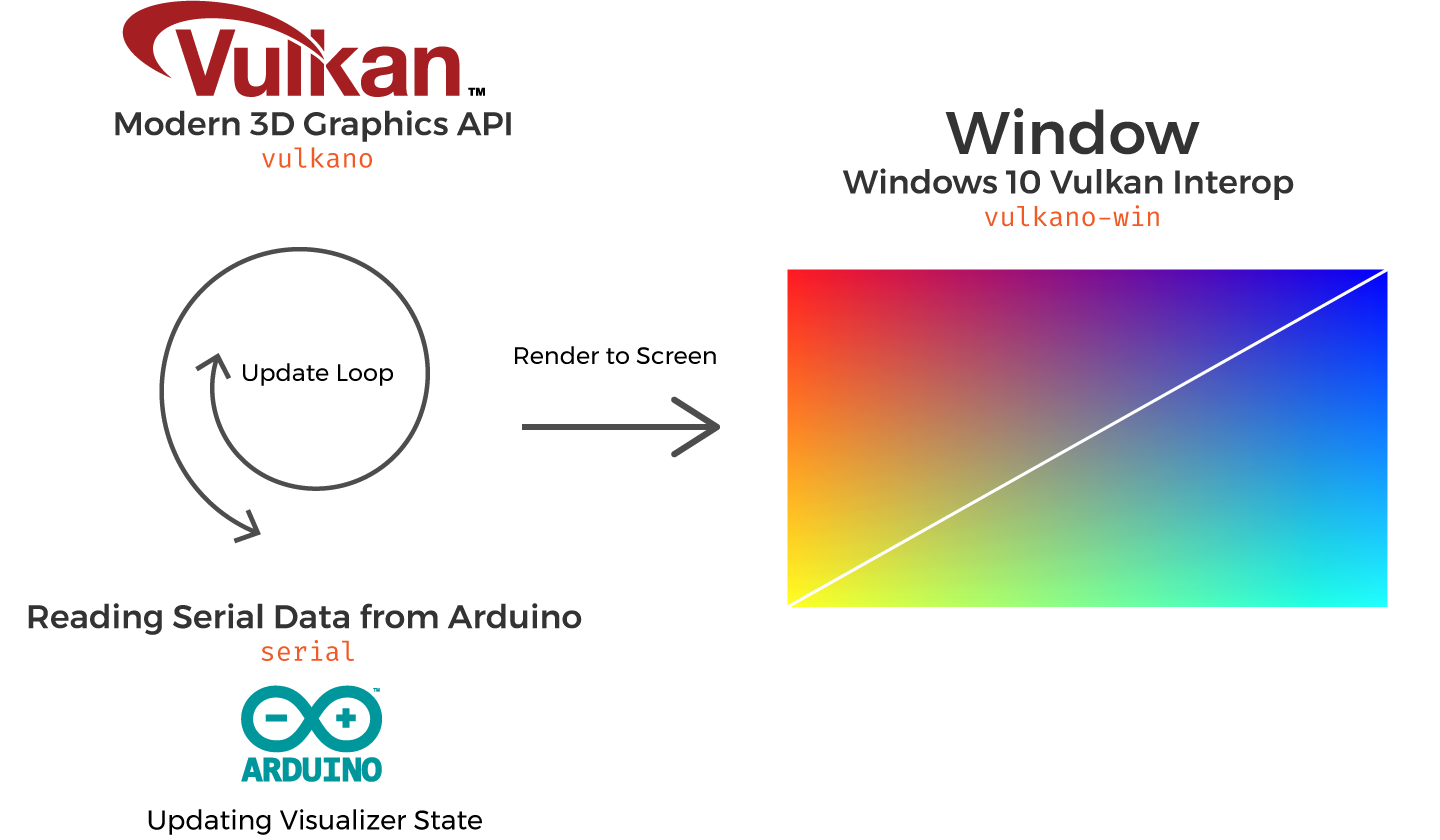 Vulkan™
Modern 3D Graphics API
vulkano
Update Loop
Reading Serial Data from Arduino
serial
ARDUINO™
Updating Visualizer State
Render to Screen
Window
Windows 10 Vulkan Interop
vulkano-win